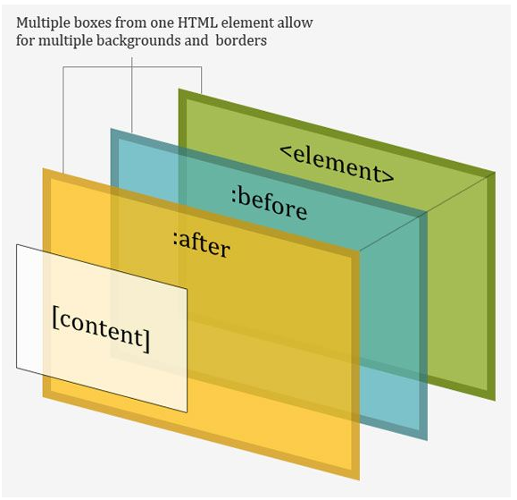 Multiple boxes from one HTML element allow
for multiple backgrounds and borders
<element>
:before
:after
[content]